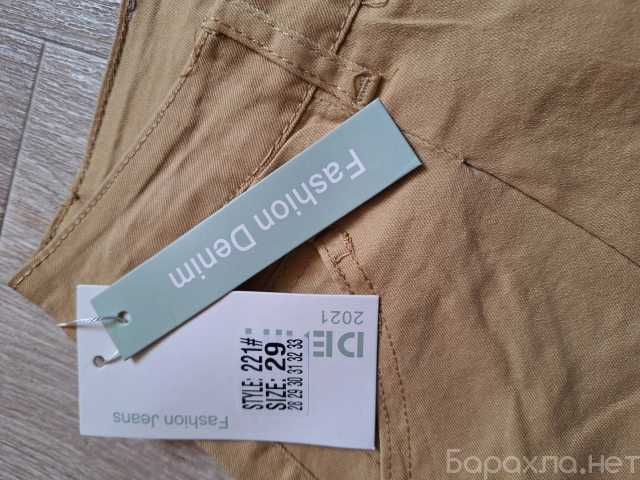 Fashion Denim
2021
DE
STYLE: 221#
SIZE: 29
28 29 30 31 32 33
Fashion Jeans
Барахла.нет